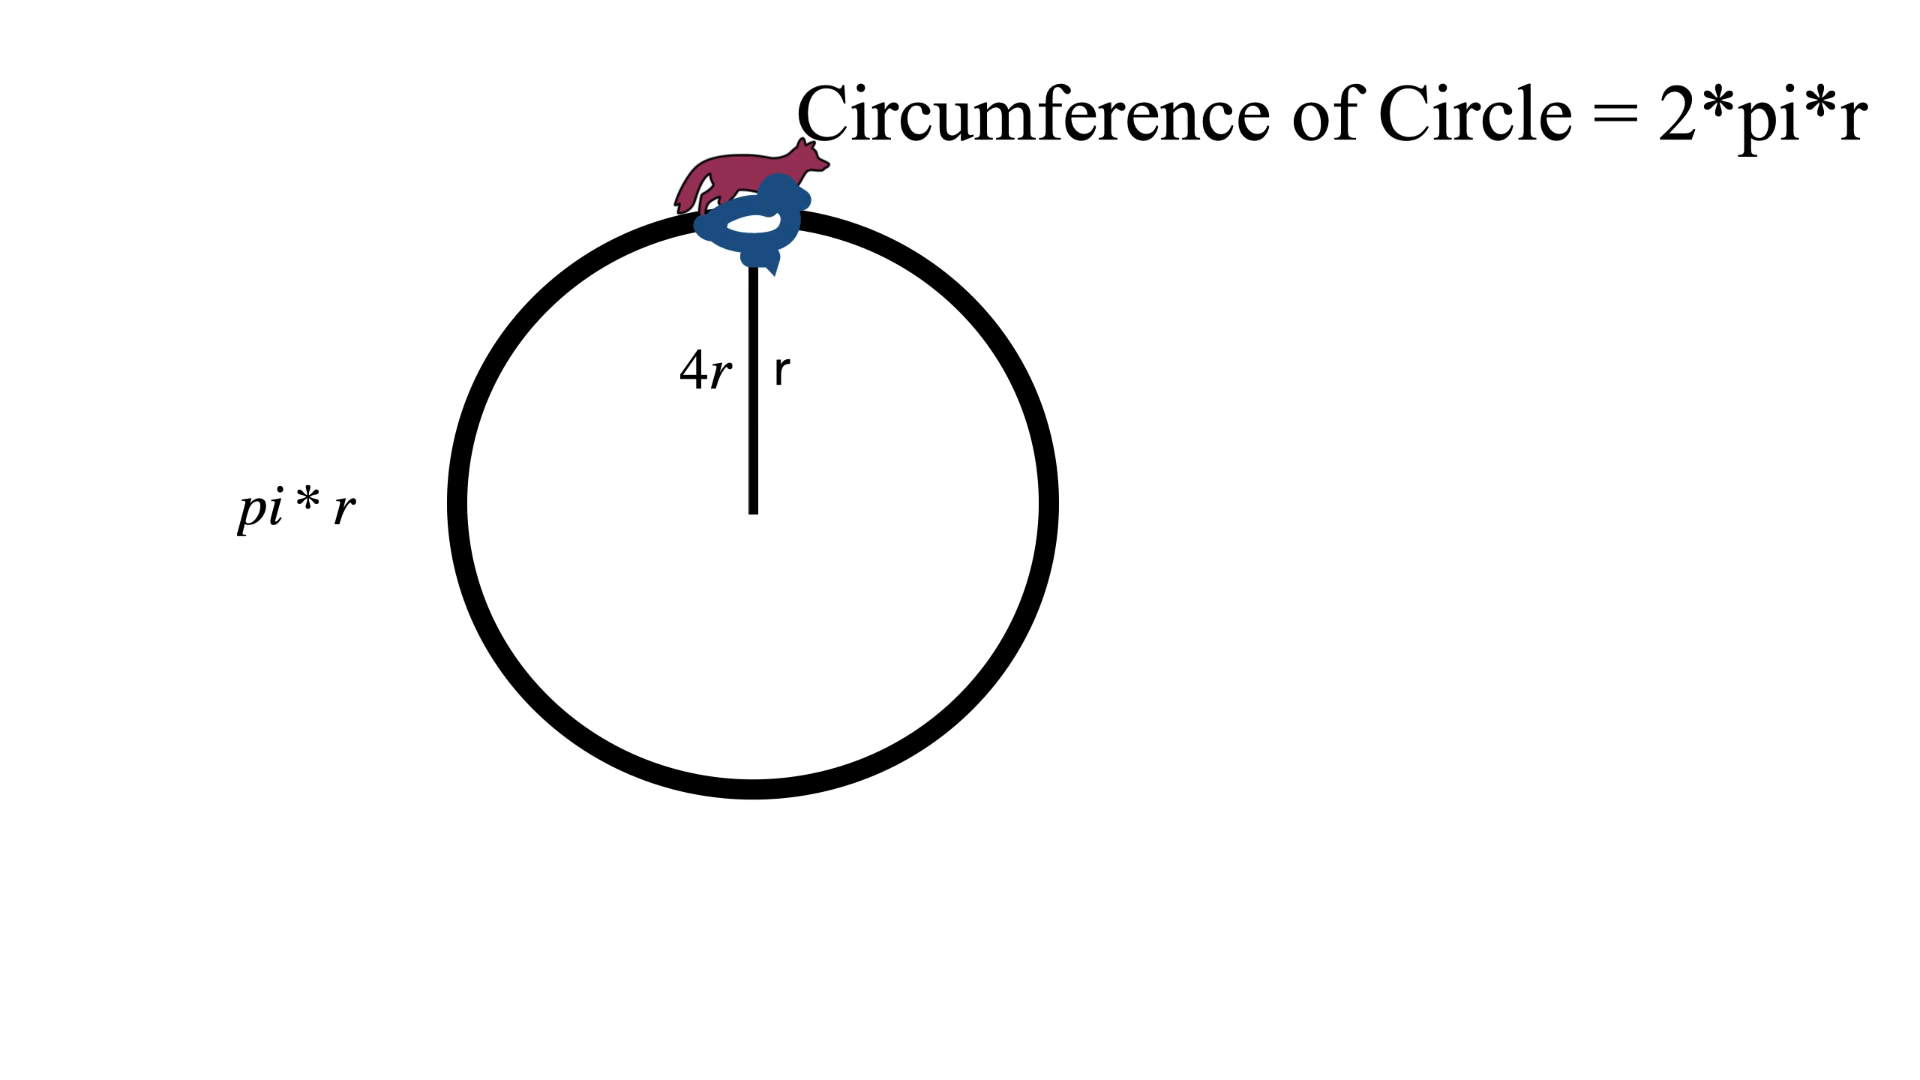 Circumference of Circle = 2*pi*r
4r r
pi * r